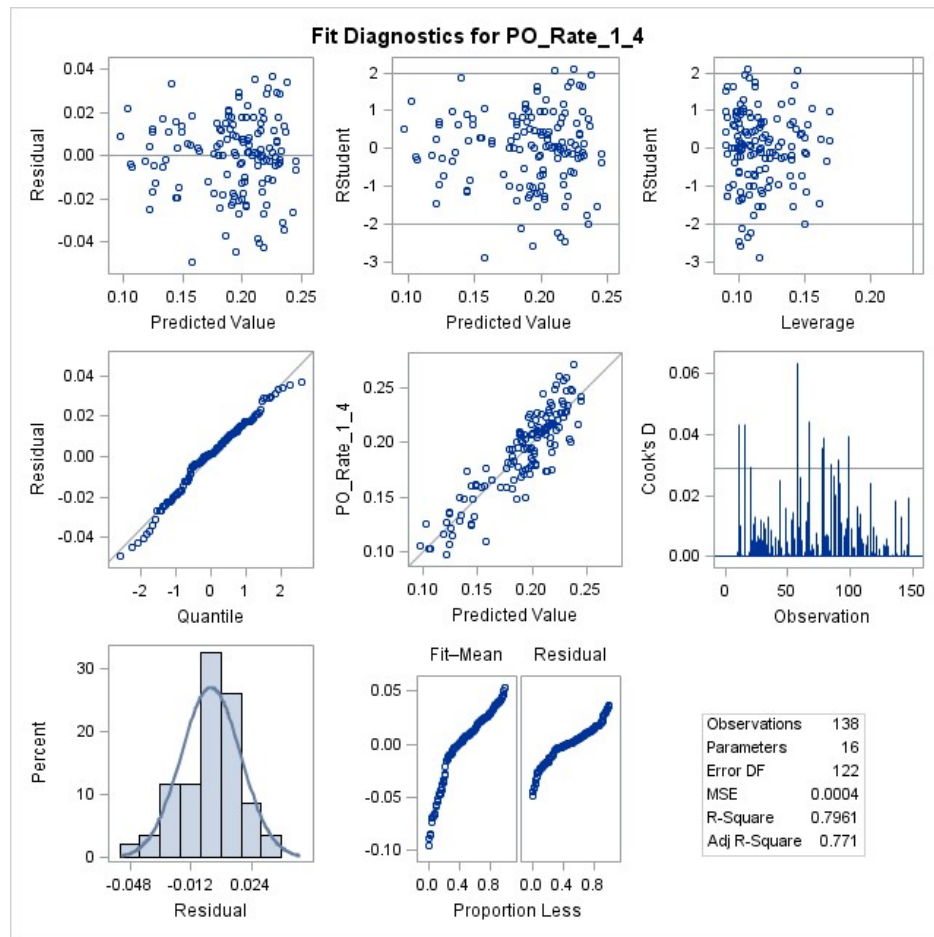 Fit Diagnostics for PO_Rate_1_4
0.04
0.02
0.00
-0.02
-0.04
Residual
0.10 0.15 0.20 0.25
Predicted Value
2
1
0
-1
-2
-3
RStudent
0.10 0.15 0.20 0.25
Predicted Value
2
1
0
-1
-2
-3
RStudent
0.10 0.15 0.20
Leverage
0.04
0.02
0.00
-0.02
-0.04
Residual
-2 -1 0 1 2
Quantile
0.25
0.20
0.15
0.10
PO_Rate_1_4
0.10 0.15 0.20 0.25
Predicted Value
0.06
0.04
0.02
0.00
Cook's D
0 50 100 150
Observation
30
20
10
0
Percent
-0.048 -0.012 0.024
Residual
Fit–Mean Residual
0.05
0.00
-0.05
-0.10
0.0 0.4 0.8 0.0 0.4 0.8
Proportion Less
Observations 138
Parameters 16
Error DF 122
MSE 0.0004
R-Square 0.7961
Adj R-Square 0.771